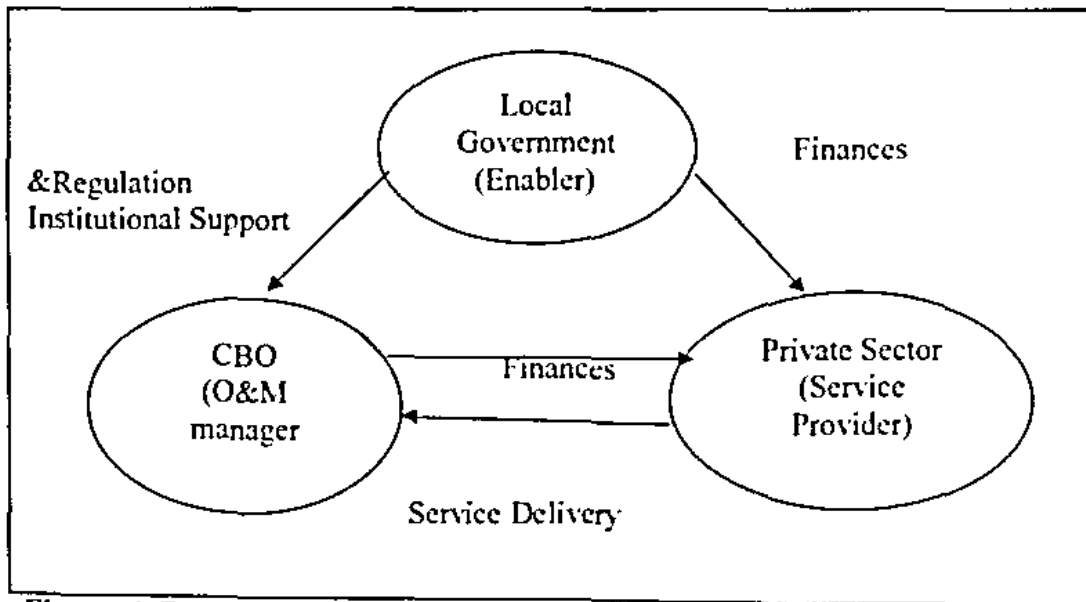 Local
Government
(Enabler)
Finances
&Regulation
Institutional Support
CBO
(O&M
manager
Finances
Private Sector
(Service
Provider)
Service Delivery